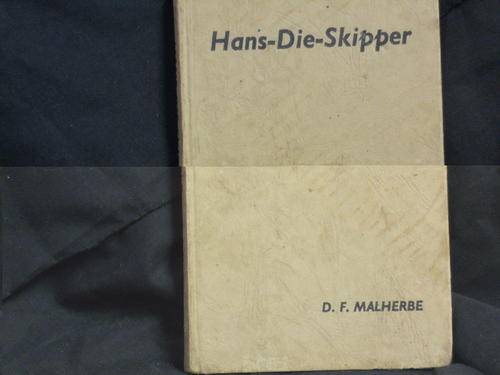 Hans-Die-Skipper
D. F. MALHERBE